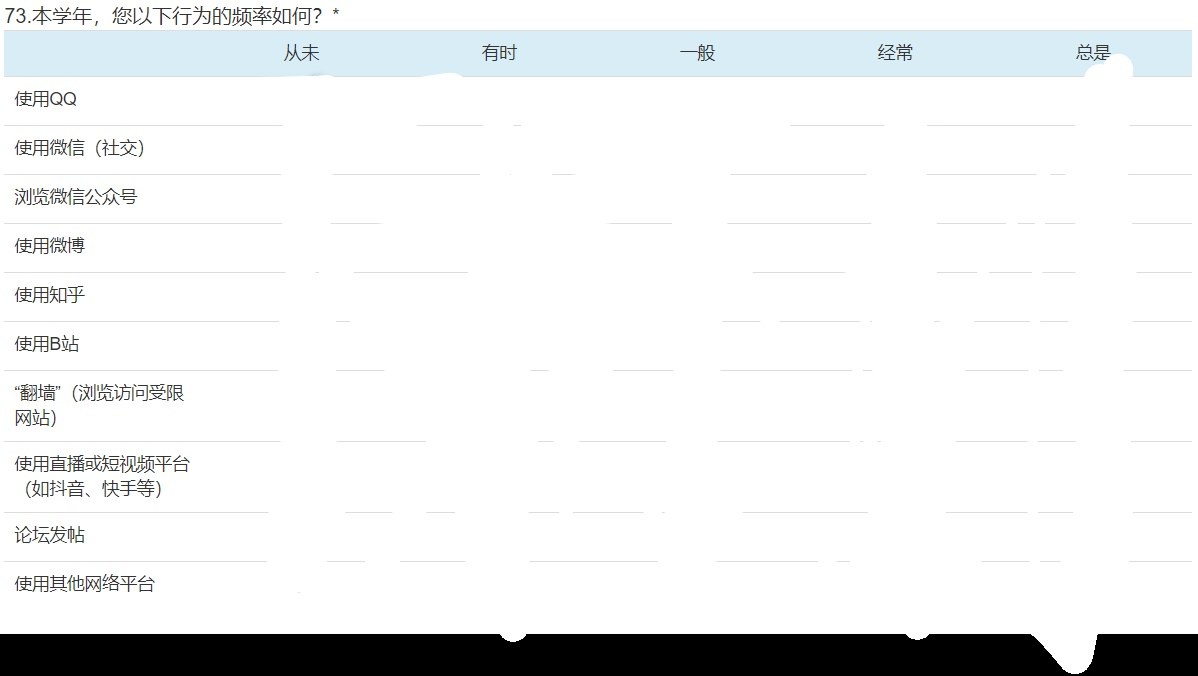 73.本学年，您以下行为的频率如何？*
从未 有时 一般 经常 总是
使用QQ
使用微信（社交）
浏览微信公众号
使用微博
使用知乎
使用B站
“翻墙”（浏览访问受限
网站）
使用直播或短视频平台
（如抖音、快手等）
论坛发帖
使用其他网络平台